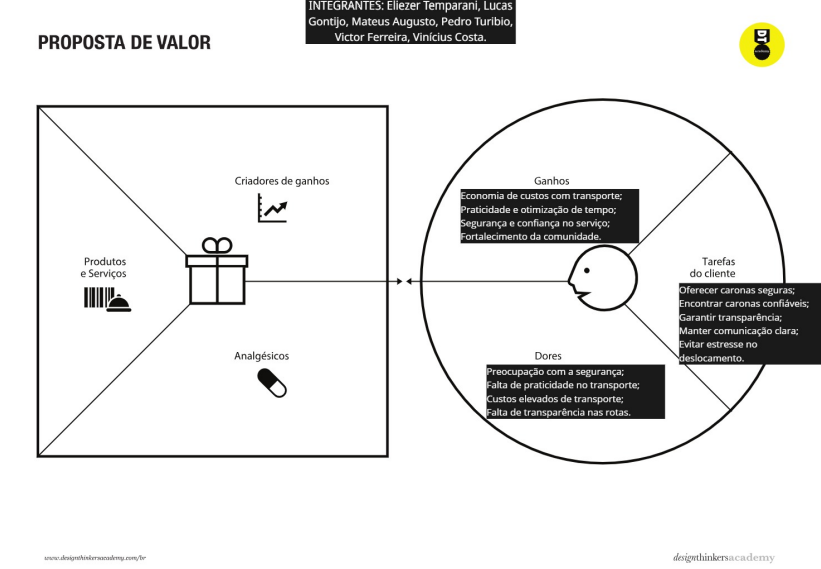 INTEGRANTES: Eliezer Temparani, Lucas
Gontijo, Mateus Augusto, Pedro Turibio,
Victor Ferreira, Vinícius Costa.
PROPOSTA DE VALOR
DT
academy
Criadores de ganhos
Produtos
e Serviços
Analgésicos
Ganhos
Economia de custos com transporte;
Praticidade e otimização de tempo;
Segurança e confiança no serviço;
Fortalecimento da comunidade.
Tarefas
do cliente
Oferecer caronas seguras;
Encontrar caronas confiáveis;
Garantir transparência;
Manter comunicação clara;
Evitar estresse no
deslocamento.
Dores
Preocupação com a segurança;
Falta de praticidade no transporte;
Custos elevados de transporte;
Falta de transparência nas rotas.
www.designthinkersacademy.com/br
designthinkersacademy